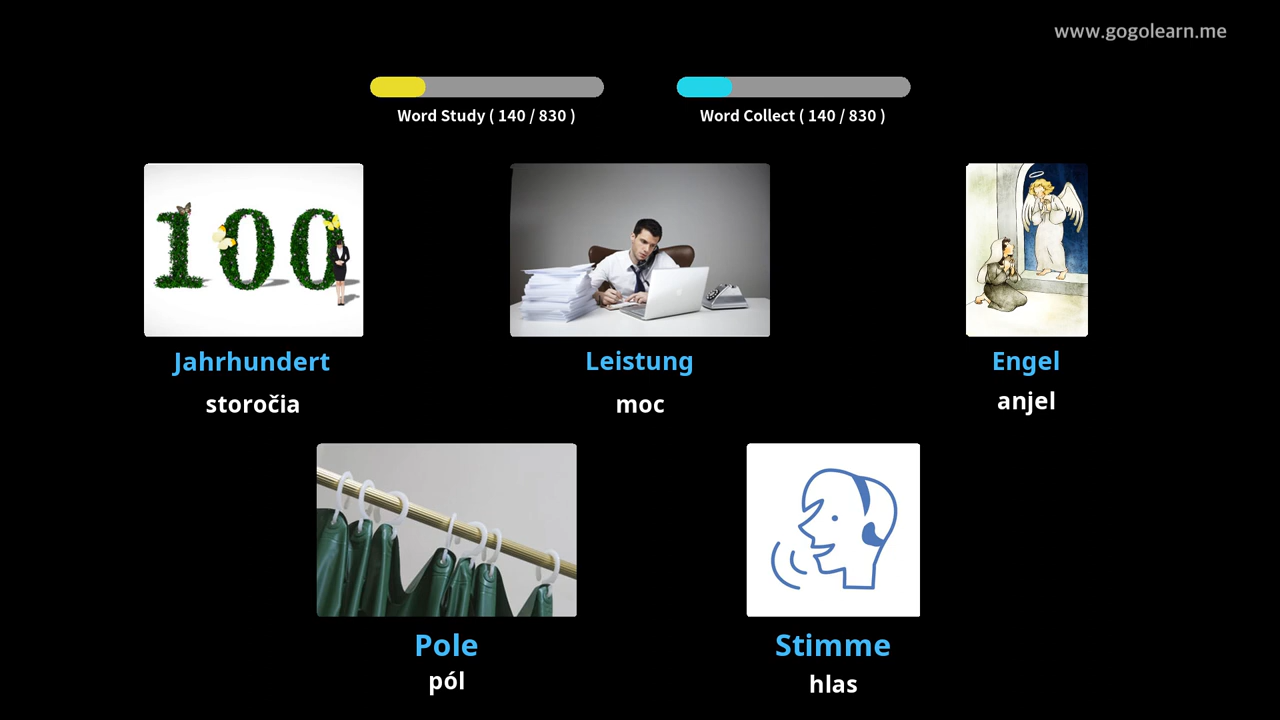 www.gogolearn.me
Word Study ( 140 / 830 )
Word Collect ( 140 / 830 )
100
Jahrhundert
storočia
Leistung
moc
Engel
anjel
Pole
pól
Stimme
hlas